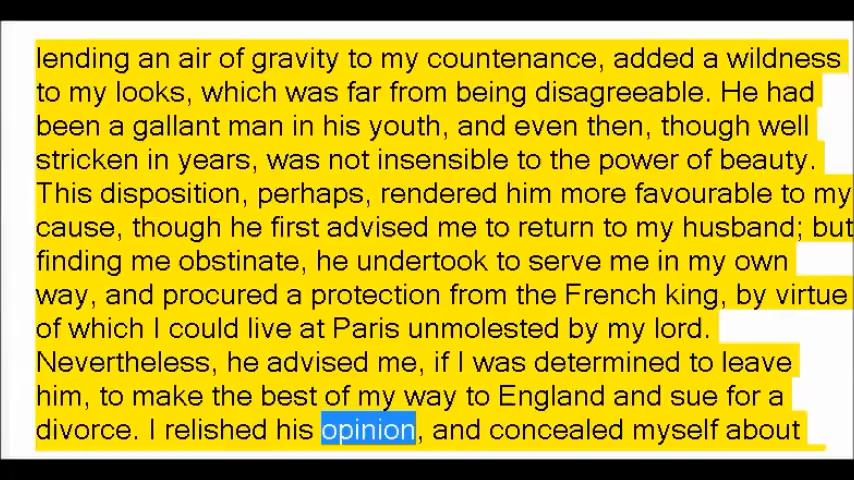 lending an air of gravity to my countenance, added a wildness
to my looks, which was far from being disagreeable. He had
been a gallant man in his youth, and even then, though well
stricken in years, was not insensible to the power of beauty.
This disposition, perhaps, rendered him more favourable to my
cause, though he first advised me to return to my husband; but
finding me obstinate, he undertook to serve me in my own
way, and procured a protection from the French king, by virtue
of which I could live at Paris unmolested by my lord.
Nevertheless, he advised me, if I was determined to leave
him, to make the best of my way to England and sue for a
divorce. I relished his opinion, and concealed myself about